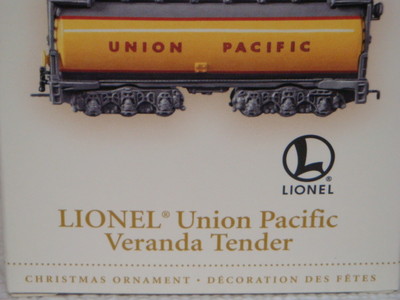 UNION PACIFIC
L
®
LIONEL
LIONEL® Union Pacific
Veranda Tender
CHRISTMAS ORNAMENT • DÉCORATION DES FÊTES